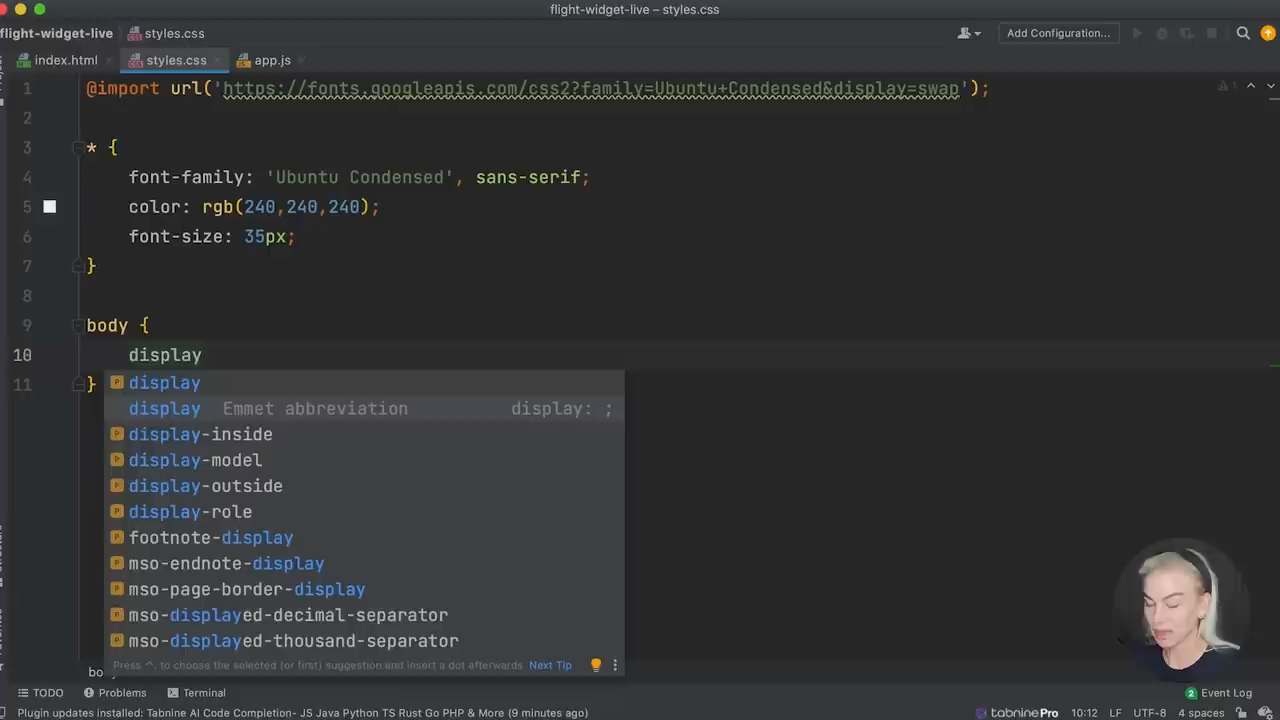 flight-widget-live – styles.css
flight-widget-live styles.css
Add Configuration...
index.html styles.css app.js
1 @import url('https://fonts.googleapis.com/css2?family=Ubuntu+Condensed&display=swap');
1
2
3 * {
4 font-family: 'Ubuntu Condensed', sans-serif;
5 color: rgb(240,240,240);
6 font-size: 35px;
7 }
8
9 body {
10 display
11 }
display
display Emmet abbreviation display: ;
display-inside
display-model
display-outside
display-role
footnote-display
mso-endnote-display
mso-page-border-display
mso-displayed-decimal-separator
mso-displayed-thousand-separator
Press ^. to choose the selected (or first) suggestion and insert a dot afterwards Next Tip
TODO Problems Terminal 2 Event Log
Plugin updates installed: Tabnine AI Code Completion- JS Java Python TS Rust Go PHP & More (9 minutes ago) tabninePro 10:12 LF UTF-8 4 spaces